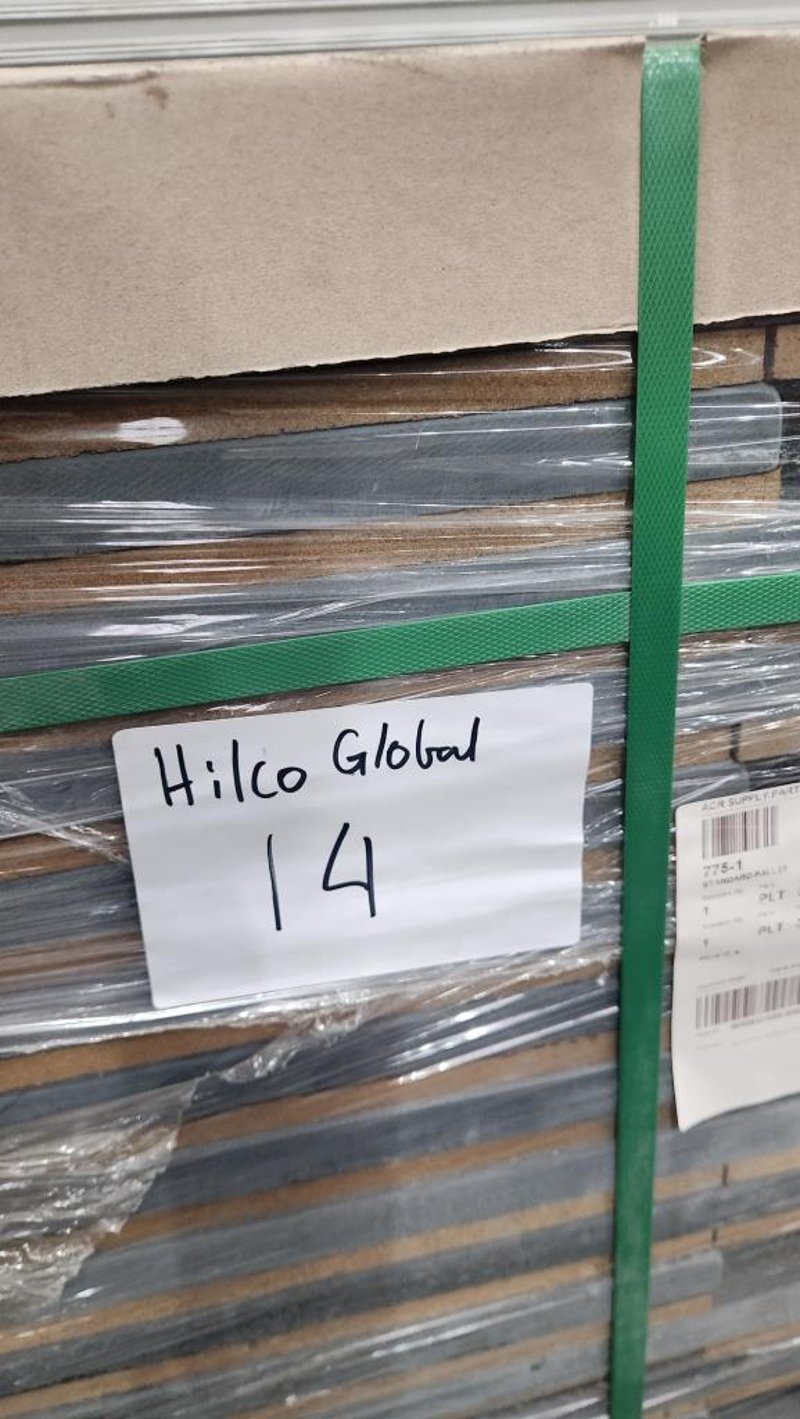 Hilco Global
14
ACR SUPPLY PART
775-1
STANDARD PALLET
1
PLT
1
PLT